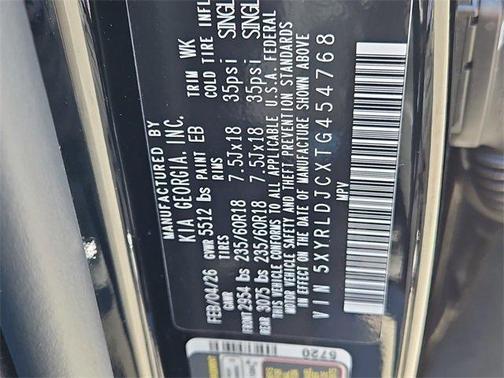 MANUFACTURED BY
KIA GEORGIA, INC.
FEB/04/26 GVWR 5512 lbs PAINT EB TRIM WK
GAWR TIRES RIMS COLD TIRE INFL
FRONT 2954 lbs 235/60R18 7.5Jx18 35psi SINGL
REAR 3075 lbs 235/60R18 7.5Jx18 35psi SINGL
THIS VEHICLE CONFORMS TO ALL APPLICABLE U.S.A. FEDERAL
MOTOR VEHICLE SAFETY AND THEFT PREVENTION STANDARDS
IN EFFECT ON THE DATE OF MANUFACTURE SHOWN ABOVE
VIN 5XYRLDJCXTG454768
MPV
6720